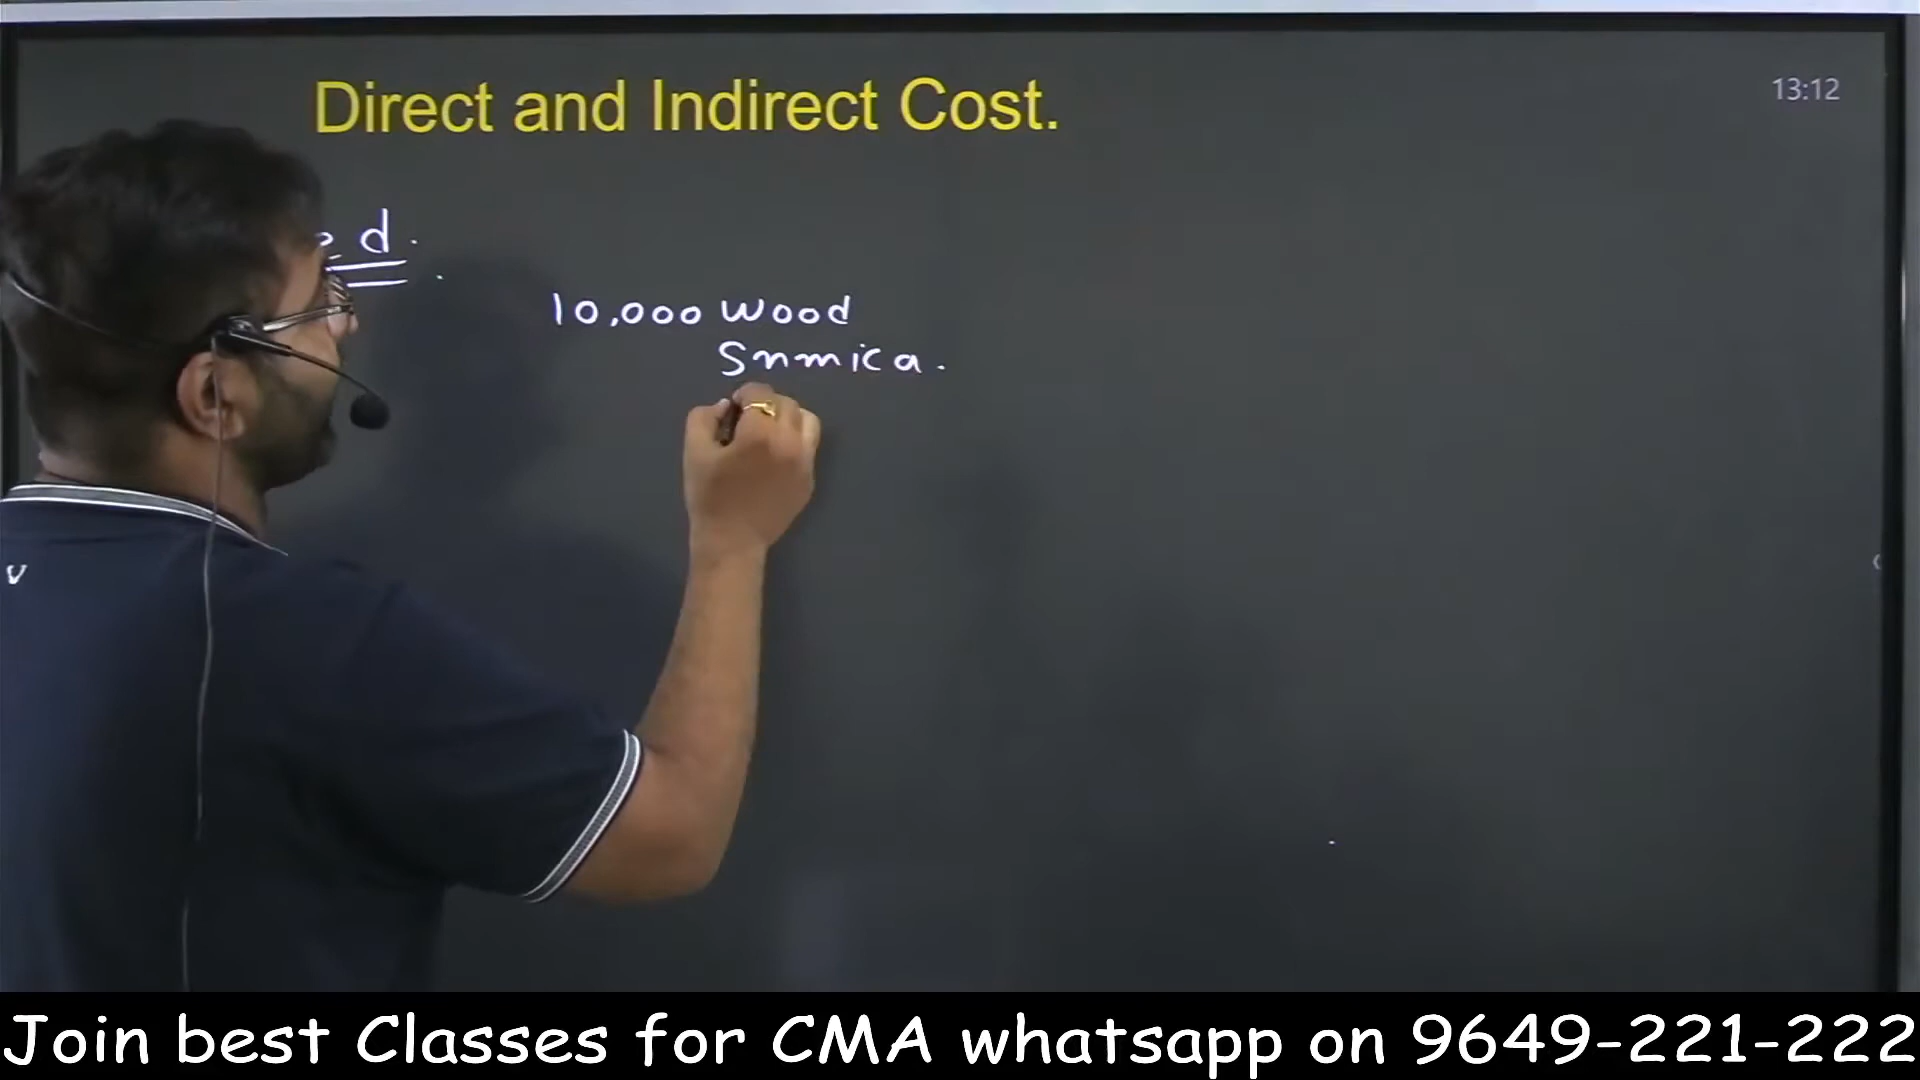 Direct and Indirect Cost.
13:12
d.
10,000 wood
Snmica.
Join best Classes for CMA whatsapp on 9649-221-222